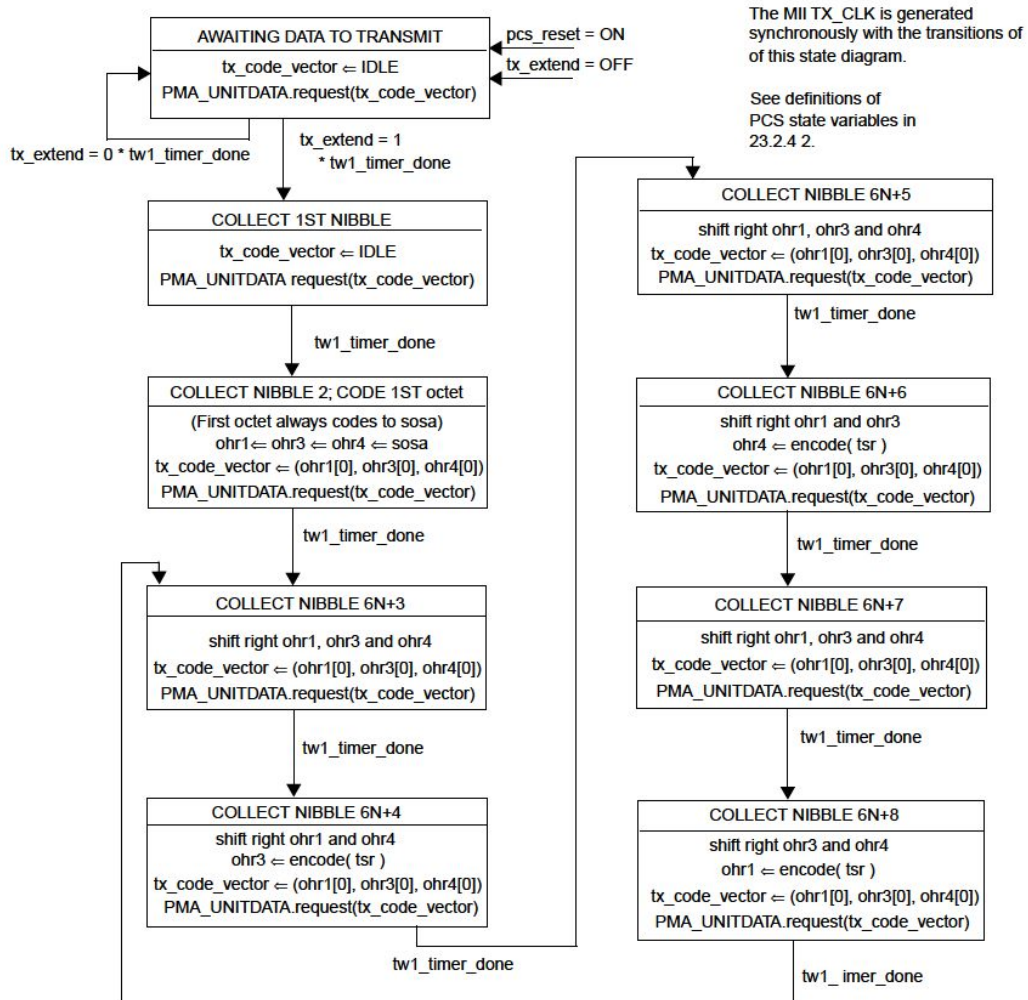 AWAITING DATA TO TRANSMIT
tx_code_vector ⇐ IDLE
PMA_UNITDATA.request(tx_code_vector)
pcs_reset = ON
tx_extend = OFF
tx_extend = 0 * tw1_timer_done
tx_extend = 1
* tw1_timer_done
COLLECT 1ST NIBBLE
tx_code_vector ⇐ IDLE
PMA_UNITDATA request(tx_code_vector)
tw1_timer_done
COLLECT NIBBLE 2; CODE 1ST octet
(First octet always codes to sosa)
ohr1⇐ ohr3 ⇐ ohr4 ⇐ sosa
tx_code_vector ⇐ (ohr1[0], ohr3[0], ohr4[0])
PMA_UNITDATA.request(tx_code_vector)
tw1_timer_done
COLLECT NIBBLE 6N+3
shift right ohr1, ohr3 and ohr4
tx_code_vector ⇐ (ohr1[0], ohr3[0], ohr4[0])
PMA_UNITDATA.request(tx_code_vector)
tw1_timer_done
COLLECT NIBBLE 6N+4
shift right ohr1 and ohr4
ohr3 ⇐ encode( tsr )
tx_code_vector ⇐ (ohr1[0], ohr3[0], ohr4[0])
PMA_UNITDATA.request(tx_code_vector)
tw1_timer_done
The MII TX_CLK is generated
synchronously with the transitions of
of this state diagram.
See definitions of
PCS state variables in
23.2.4 2.
COLLECT NIBBLE 6N+5
shift right ohr1, ohr3 and ohr4
tx_code_vector ⇐ (ohr1[0], ohr3[0], ohr4[0])
PMA_UNITDATA.request(tx_code_vector)
tw1_timer_done
COLLECT NIBBLE 6N+6
shift right ohr1 and ohr3
ohr4 ⇐ encode( tsr )
tx_code_vector ⇐ (ohr1[0], ohr3[0], ohr4[0])
PMA_UNITDATA.request(tx_code_vector)
tw1_timer_done
COLLECT NIBBLE 6N+7
shift right ohr1, ohr3 and ohr4
tx_code_vector ⇐ (ohr1[0], ohr3[0], ohr4[0])
PMA_UNITDATA.request(tx_code_vector)
tw1_timer_done
COLLECT NIBBLE 6N+8
shift right ohr3 and ohr4
ohr1 ⇐ encode( tsr )
tx_code_vector ⇐ (ohr1[0], ohr3[0], ohr4[0])
PMA_UNITDATA.request(tx_code_vector)
tw1_ imer_done